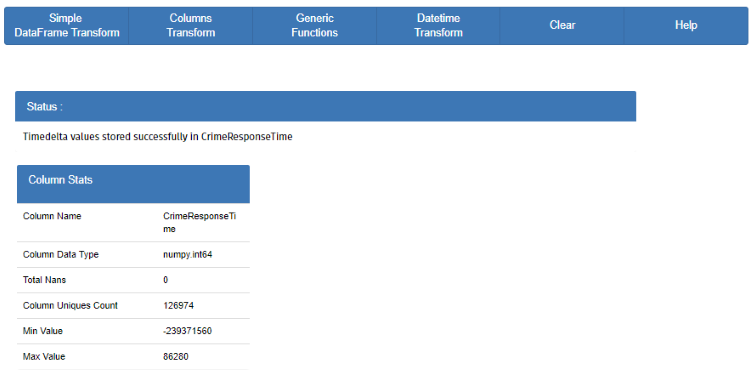 Simple
DataFrame Transform
Columns
Transform
Generic
Functions
Datetime
Transform
Clear
Help
Status :
Timedelta values stored successfully in CrimeResponseTime
Column Stats
Column Name CrimeResponseTi
me
Column Data Type numpy.int64
Total Nans 0
Column Uniques Count 126974
Min Value -239371560
Max Value 86280